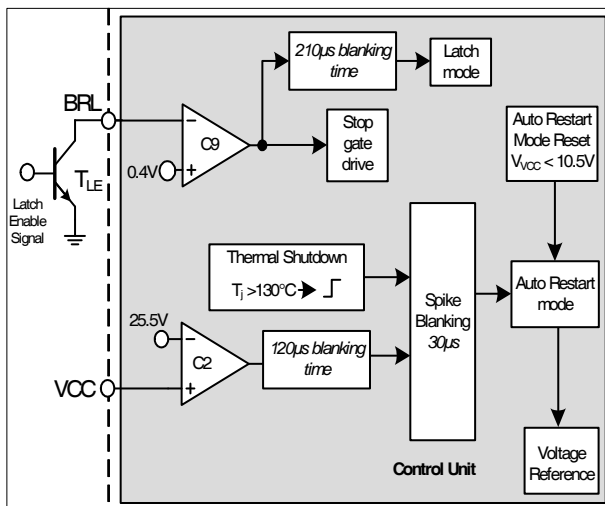 210µs blanking
time
Latch
mode
BRL
−
C9
+
0.4V
Stop
gate
drive
T_LE
Latch
Enable
Signal
Auto Restart
Mode Reset
V_VCC < 10.5V
Thermal Shutdown
T_j >130°C
Spike
Blanking
30µs
Auto Restart
mode
25.5V
−
C2
+
120µs blanking
time
VCC
Voltage
Reference
Control Unit